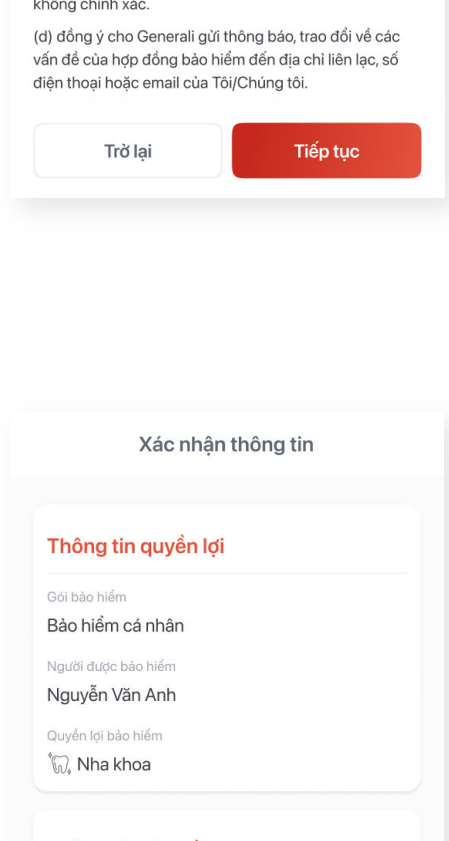 không chính xác.
(d) đồng ý cho Generali gửi thông báo, trao đổi về các
vấn đề của hợp đồng bảo hiểm đến địa chỉ liên lạc, số
điện thoại hoặc email của Tôi/Chúng tôi.
Trở lại
Tiếp tục
Xác nhận thông tin
Thông tin quyền lợi
Gói bảo hiểm
Bảo hiểm cá nhân
Người được bảo hiểm
Nguyễn Văn Anh
Quyền lợi bảo hiểm
Nha khoa